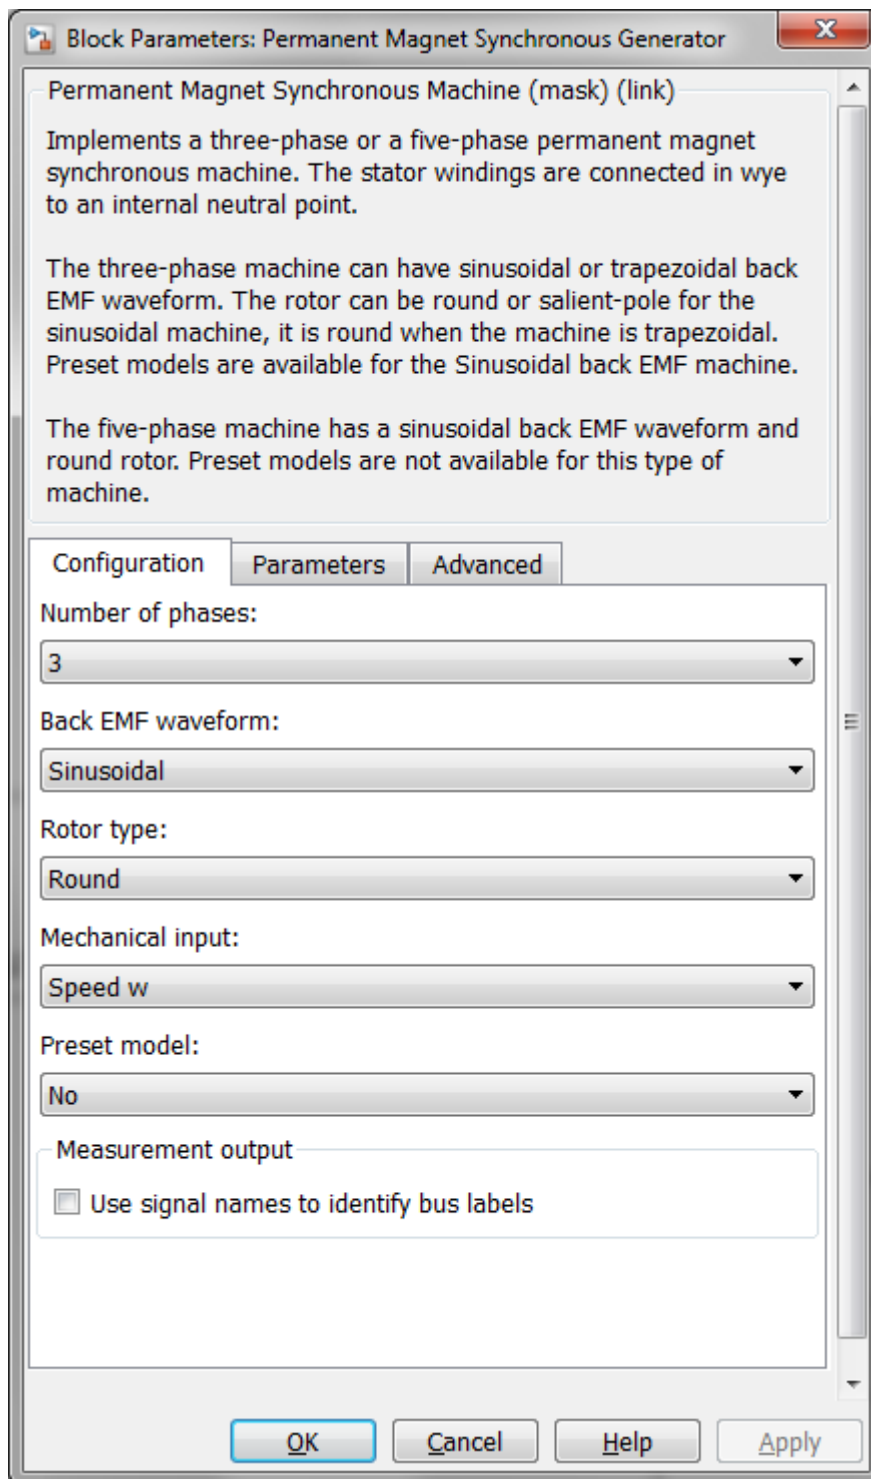 Block Parameters: Permanent Magnet Synchronous Generator
Permanent Magnet Synchronous Machine (mask) (link)
Implements a three-phase or a five-phase permanent magnet
synchronous machine. The stator windings are connected in wye
to an internal neutral point.
The three-phase machine can have sinusoidal or trapezoidal back
EMF waveform. The rotor can be round or salient-pole for the
sinusoidal machine, it is round when the machine is trapezoidal.
Preset models are available for the Sinusoidal back EMF machine.
The five-phase machine has a sinusoidal back EMF waveform and
round rotor. Preset models are not available for this type of
machine.
Configuration Parameters Advanced
Number of phases:
3
Back EMF waveform:
Sinusoidal
Rotor type:
Round
Mechanical input:
Speed w
Preset model:
No
Measurement output
Use signal names to identify bus labels
OK Cancel Help Apply